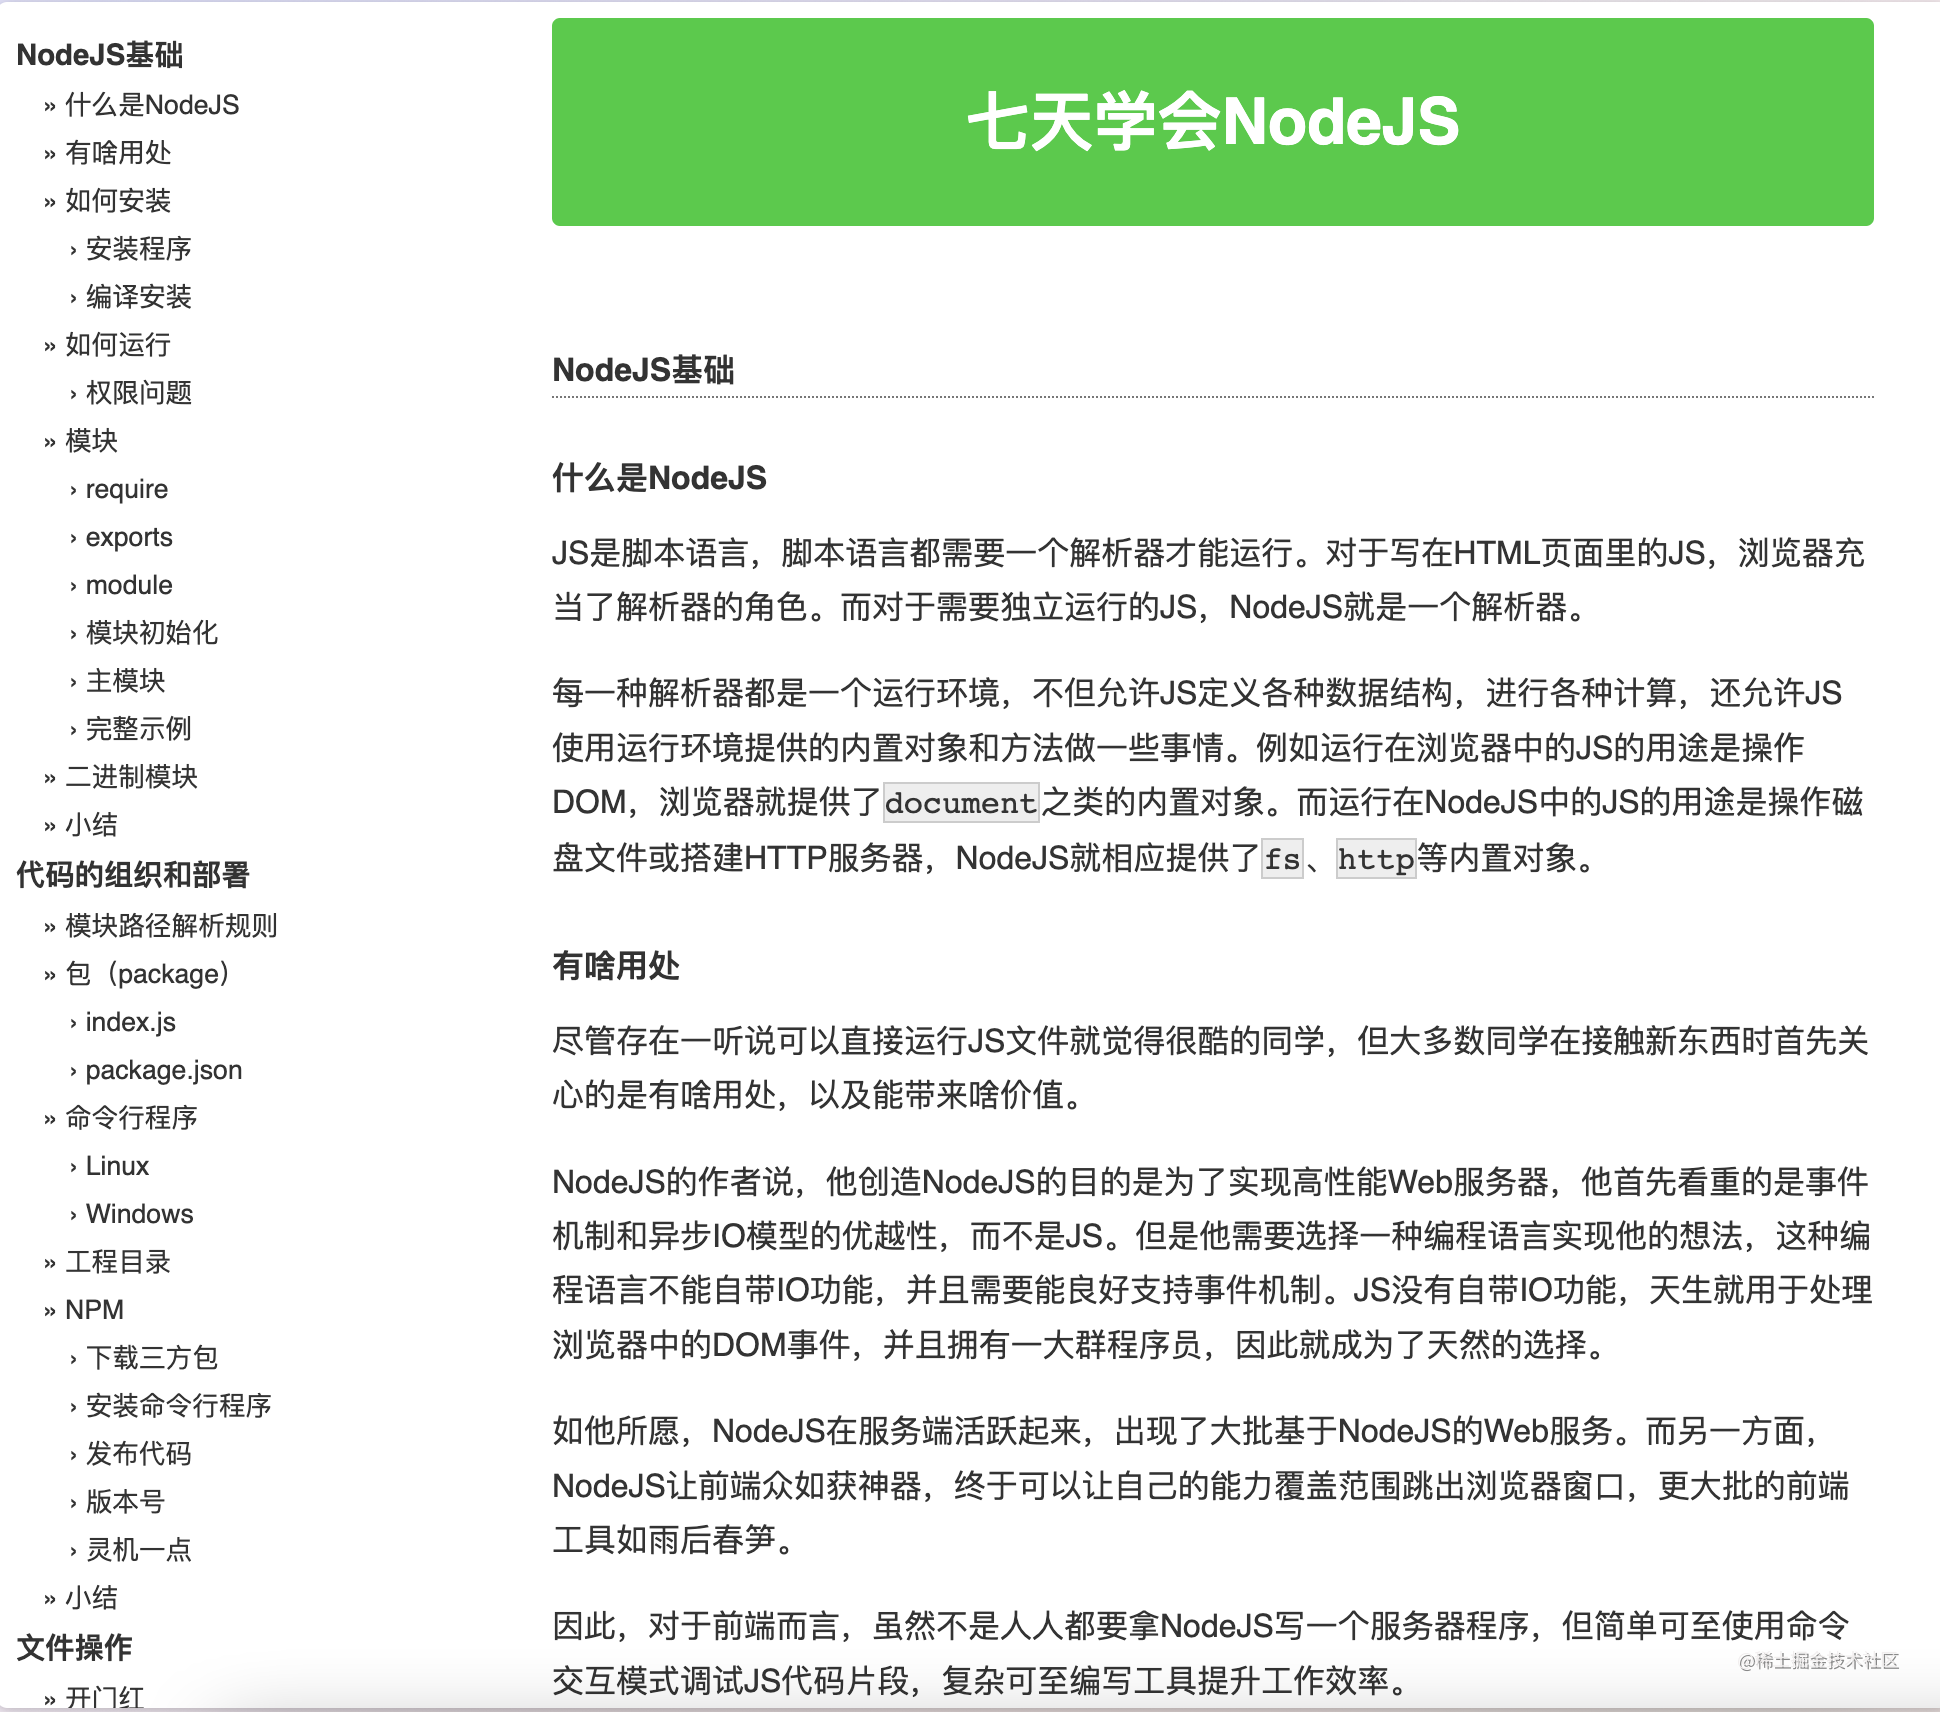 NodeJS基础
» 什么是NodeJS
» 有啥用处
» 如何安装
› 安装程序
› 编译安装
» 如何运行
› 权限问题
» 模块
› require
› exports
› module
› 模块初始化
› 主模块
› 完整示例
» 二进制模块
» 小结
代码的组织和部署
» 模块路径解析规则
» 包（package）
› index.js
› package.json
» 命令行程序
› Linux
› Windows
» 工程目录
» NPM
› 下载三方包
› 安装命令行程序
› 发布代码
› 版本号
› 灵机一点
» 小结
文件操作
» 开门红
七天学会NodeJS
NodeJS基础
什么是NodeJS
JS是脚本语言，脚本语言都需要一个解析器才能运行。对于写在HTML页面里的JS，浏览器充
当了解析器的角色。而对于需要独立运行的JS，NodeJS就是一个解析器。
每一种解析器都是一个运行环境，不但允许JS定义各种数据结构，进行各种计算，还允许JS
使用运行环境提供的内置对象和方法做一些事情。例如运行在浏览器中的JS的用途是操作
DOM，浏览器就提供了document之类的内置对象。而运行在NodeJS中的JS的用途是操作磁
盘文件或搭建HTTP服务器，NodeJS就相应提供了fs、http等内置对象。
有啥用处
尽管存在一听说可以直接运行JS文件就觉得很酷的同学，但大多数同学在接触新东西时首先关
心的是有啥用处，以及能带来啥价值。
NodeJS的作者说，他创造NodeJS的目的是为了实现高性能Web服务器，他首先看重的是事件
机制和异步IO模型的优越性，而不是JS。但是他需要选择一种编程语言实现他的想法，这种编
程语言不能自带IO功能，并且需要能良好支持事件机制。JS没有自带IO功能，天生就用于处理
浏览器中的DOM事件，并且拥有一大群程序员，因此就成为了天然的选择。
如他所愿，NodeJS在服务端活跃起来，出现了大批基于NodeJS的Web服务。而另一方面，
NodeJS让前端众如获神器，终于可以让自己的能力覆盖范围跳出浏览器窗口，更大批的前端
工具如雨后春笋。
因此，对于前端而言，虽然不是人人都要拿NodeJS写一个服务器程序，但简单可至使用命令
交互模式调试JS代码片段，复杂可至编写工具提升工作效率。
@稀土掘金技术社区